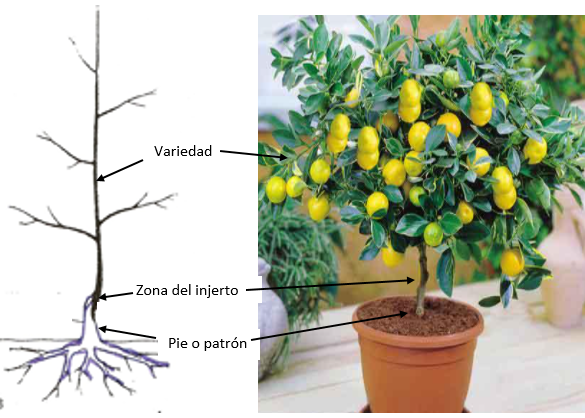 Variedad
Zona del injerto
Pie o patrón